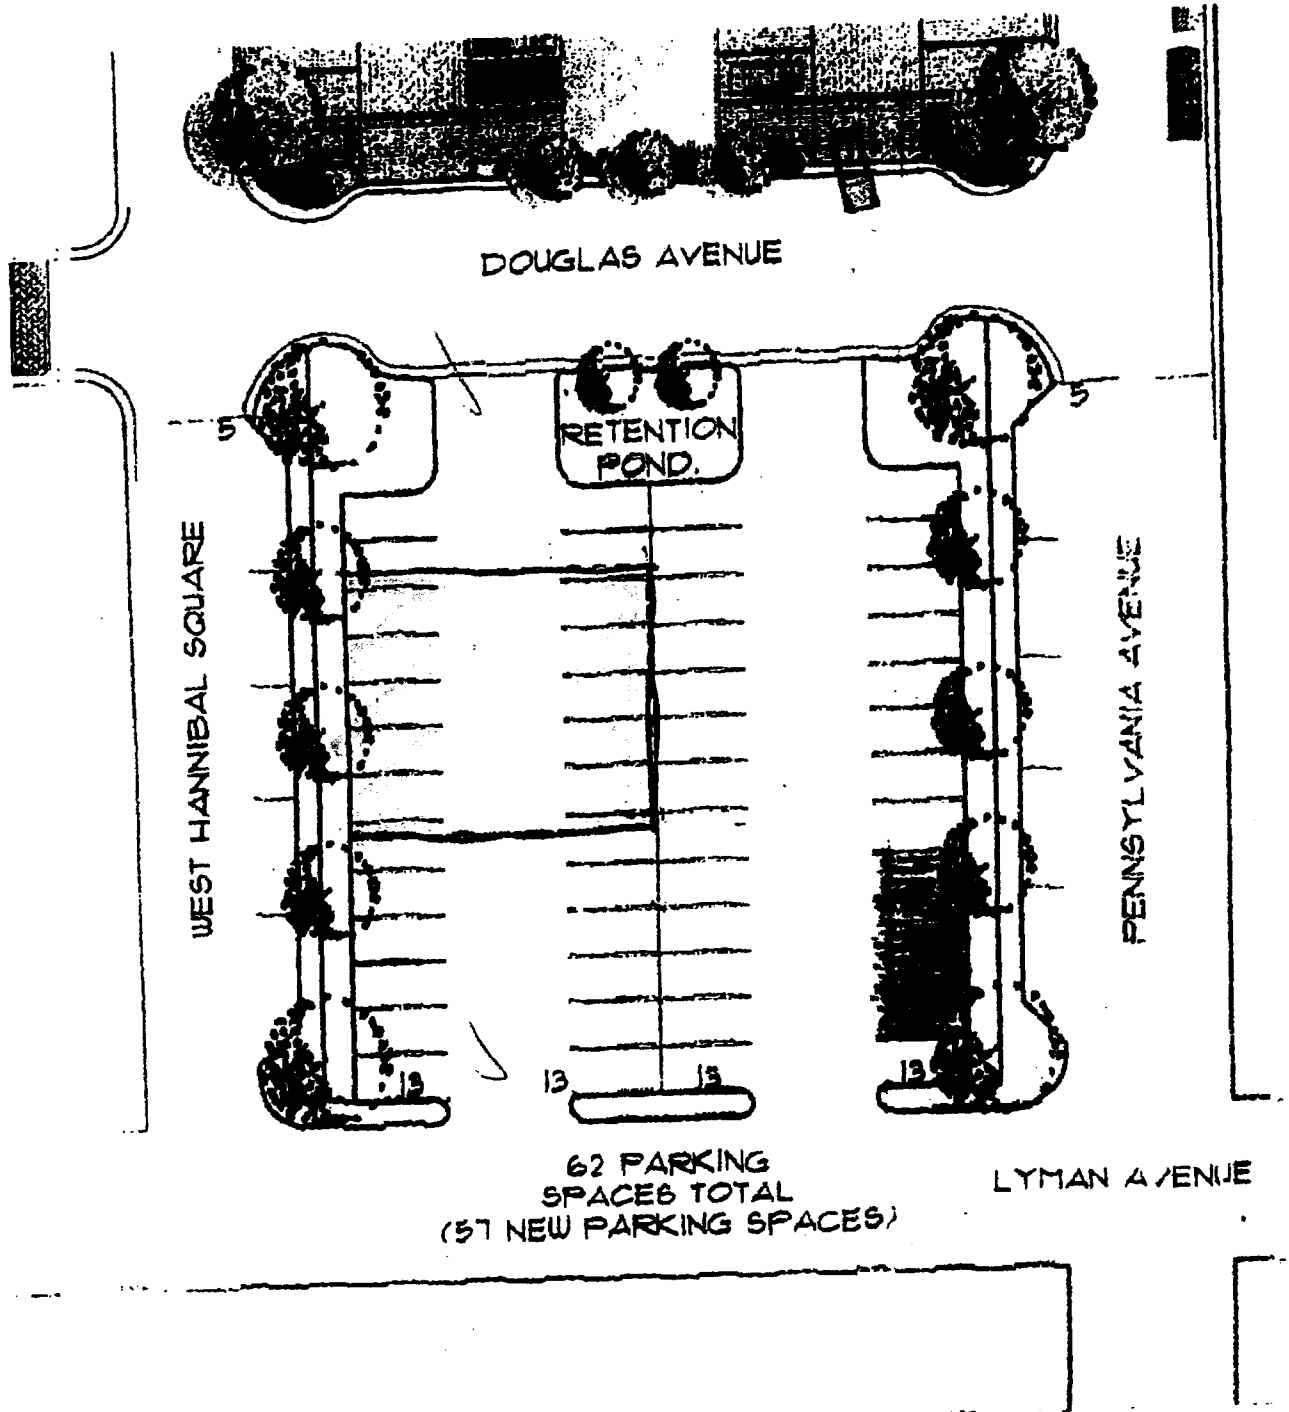 DOUGLAS AVENUE
5
5
RETENTION
POND.
WEST HANNIBAL SQUARE
PENNSYLVANIA AVENUE
13
13
13
13
62 PARKING
SPACES TOTAL
(57 NEW PARKING SPACES)
LYMAN AVENUE